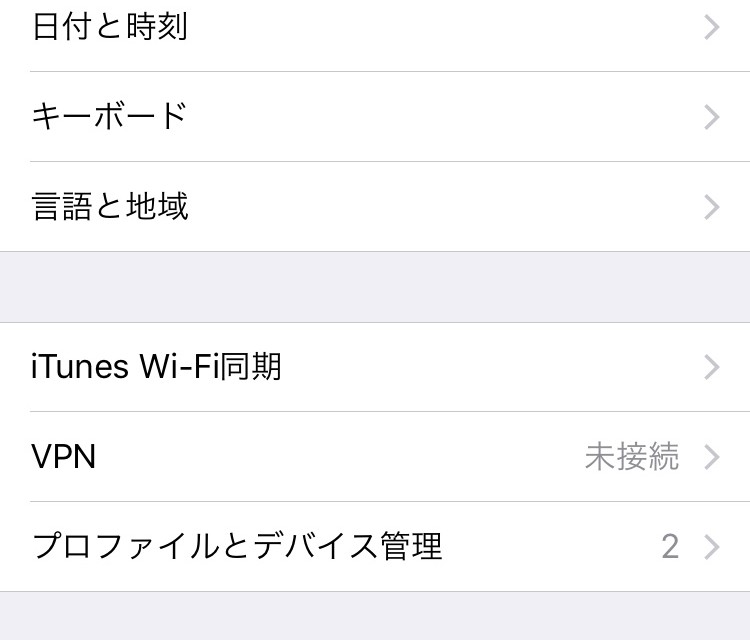 日付と時刻
キーボード
言語と地域
iTunes Wi-Fi同期
VPN 未接続
プロファイルとデバイス管理 2